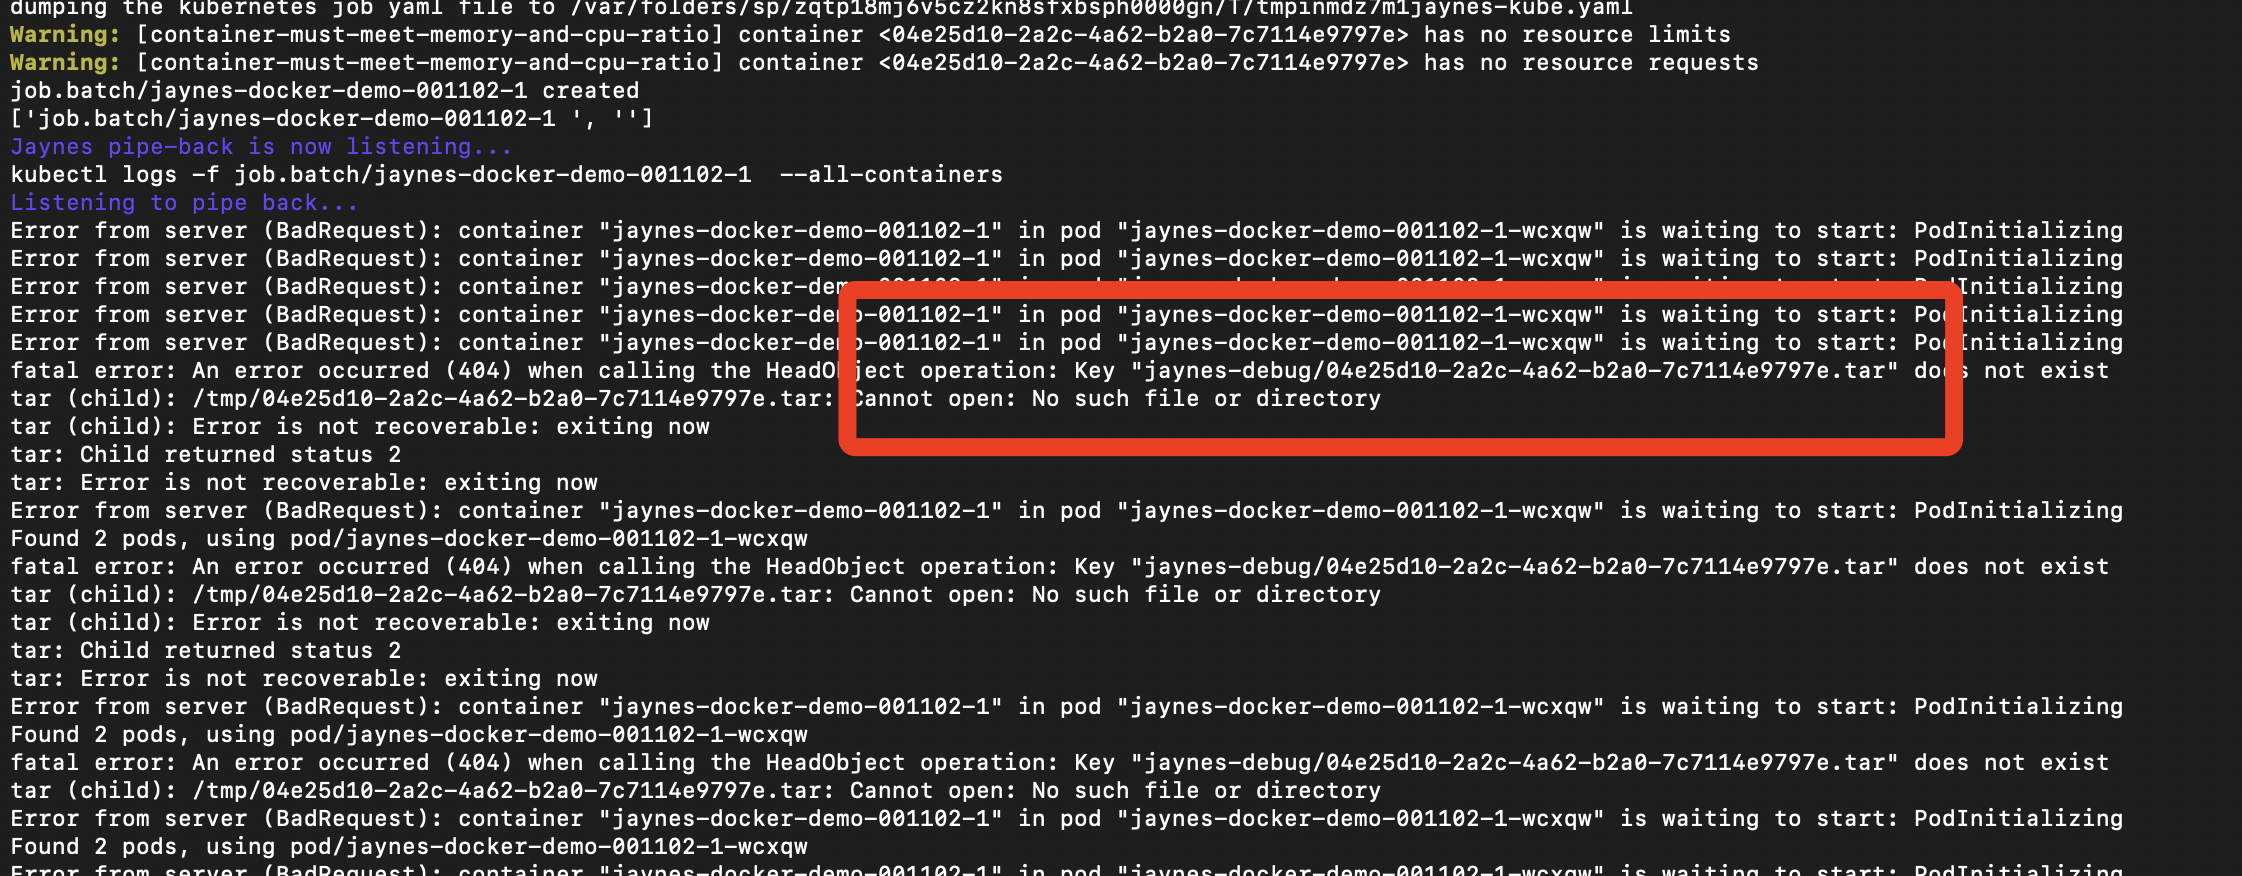 dumping the kubernetes job yaml file to /var/folders/sp/zqtp18mj6v5cz2kn8sfxbsph0000gn/T/tmpinmdz7m1jaynes-kube.yaml
Warning: [container-must-meet-memory-and-cpu-ratio] container <04e25d10-2a2c-4a62-b2a0-7c7114e9797e> has no resource limits
Warning: [container-must-meet-memory-and-cpu-ratio] container <04e25d10-2a2c-4a62-b2a0-7c7114e9797e> has no resource requests
job.batch/jaynes-docker-demo-001102-1 created
['job.batch/jaynes-docker-demo-001102-1 ', '']
Jaynes pipe-back is now listening...
kubectl logs -f job.batch/jaynes-docker-demo-001102-1  --all-containers
Listening to pipe back...
Error from server (BadRequest): container "jaynes-docker-demo-001102-1" in pod "jaynes-docker-demo-001102-1-wcxqw" is waiting to start: PodInitializing
Error from server (BadRequest): container "jaynes-docker-demo-001102-1" in pod "jaynes-docker-demo-001102-1-wcxqw" is waiting to start: PodInitializing
Error from server (BadRequest): container "jaynes-docker-demo-001102-1" in pod "jaynes-docker-demo-001102-1-wcxqw" is waiting to start: PodInitializing
Error from server (BadRequest): container "jaynes-docker-demo-001102-1" in pod "jaynes-docker-demo-001102-1-wcxqw" is waiting to start: PodInitializing
Error from server (BadRequest): container "jaynes-docker-demo-001102-1" in pod "jaynes-docker-demo-001102-1-wcxqw" is waiting to start: PodInitializing
fatal error: An error occurred (404) when calling the HeadObject operation: Key "jaynes-debug/04e25d10-2a2c-4a62-b2a0-7c7114e9797e.tar" does not exist
tar (child): /tmp/04e25d10-2a2c-4a62-b2a0-7c7114e9797e.tar: Cannot open: No such file or directory
tar (child): Error is not recoverable: exiting now
tar: Child returned status 2
tar: Error is not recoverable: exiting now
Error from server (BadRequest): container "jaynes-docker-demo-001102-1" in pod "jaynes-docker-demo-001102-1-wcxqw" is waiting to start: PodInitializing
Found 2 pods, using pod/jaynes-docker-demo-001102-1-wcxqw
fatal error: An error occurred (404) when calling the HeadObject operation: Key "jaynes-debug/04e25d10-2a2c-4a62-b2a0-7c7114e9797e.tar" does not exist
tar (child): /tmp/04e25d10-2a2c-4a62-b2a0-7c7114e9797e.tar: Cannot open: No such file or directory
tar (child): Error is not recoverable: exiting now
tar: Child returned status 2
tar: Error is not recoverable: exiting now
Error from server (BadRequest): container "jaynes-docker-demo-001102-1" in pod "jaynes-docker-demo-001102-1-wcxqw" is waiting to start: PodInitializing
Found 2 pods, using pod/jaynes-docker-demo-001102-1-wcxqw
fatal error: An error occurred (404) when calling the HeadObject operation: Key "jaynes-debug/04e25d10-2a2c-4a62-b2a0-7c7114e9797e.tar" does not exist
tar (child): /tmp/04e25d10-2a2c-4a62-b2a0-7c7114e9797e.tar: Cannot open: No such file or directory
Error from server (BadRequest): container "jaynes-docker-demo-001102-1" in pod "jaynes-docker-demo-001102-1-wcxqw" is waiting to start: PodInitializing
Found 2 pods, using pod/jaynes-docker-demo-001102-1-wcxqw
Error from server (BadRequest): container "jaynes-docker-demo-001102-1" in pod "jaynes-docker-demo-001102-1-wcxqw" is waiting to start: PodInitializing